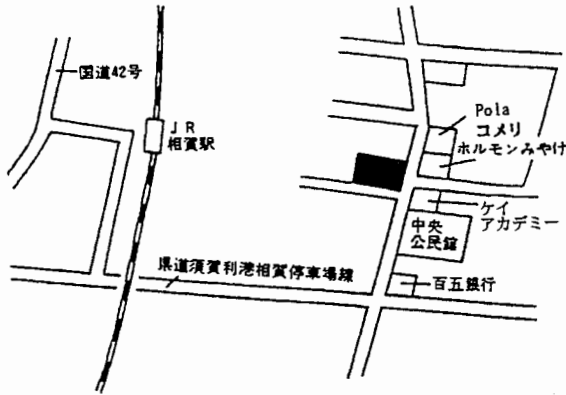 国道42号
JR
相賀駅
Pola
コメリ
ホルモンみやけ
ケイ
アカデミー
中央
公民館
県道須賀利港相賀停車場線
百五銀行